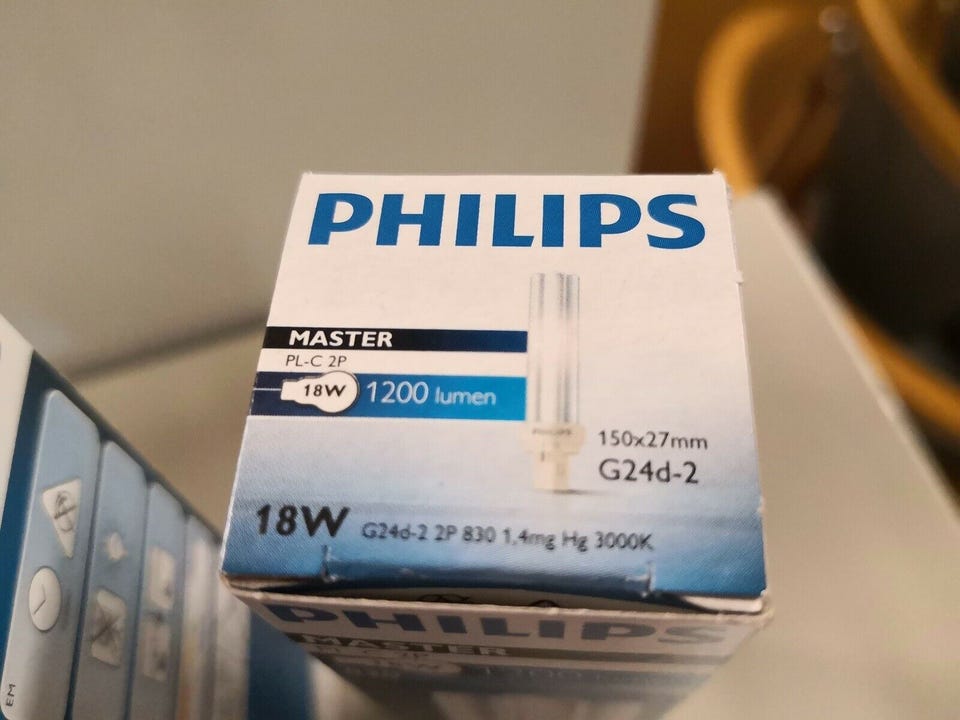 PHILIPS
MASTER
PL-C 2P
18W 1200 lumen
PHILIPS
150x27mm
G24d-2
18W G24d-2 2P 830 1,4mg Hg 3000K
PHILIPS
MASTER
EM